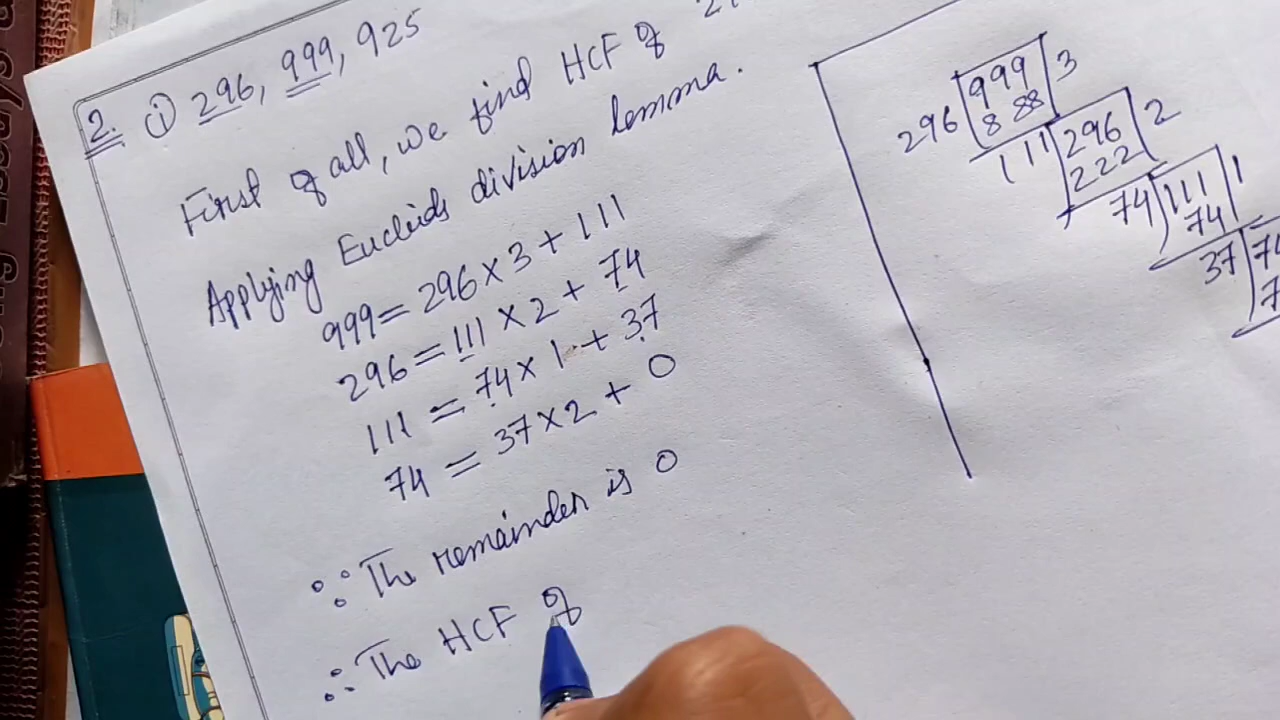 2. (i) 296, 999, 925
First of all, we find HCF of
Applying Euclids division lemma.
999 = 296 × 3 + 111
296 = 111 × 2 + 74
111 = 74 × 1 + 37
74 = 37 × 2 + 0
∵ The remainder is 0
∴ The HCF of
296 999 3
888
111 296 2
222
74 111 1
74
37